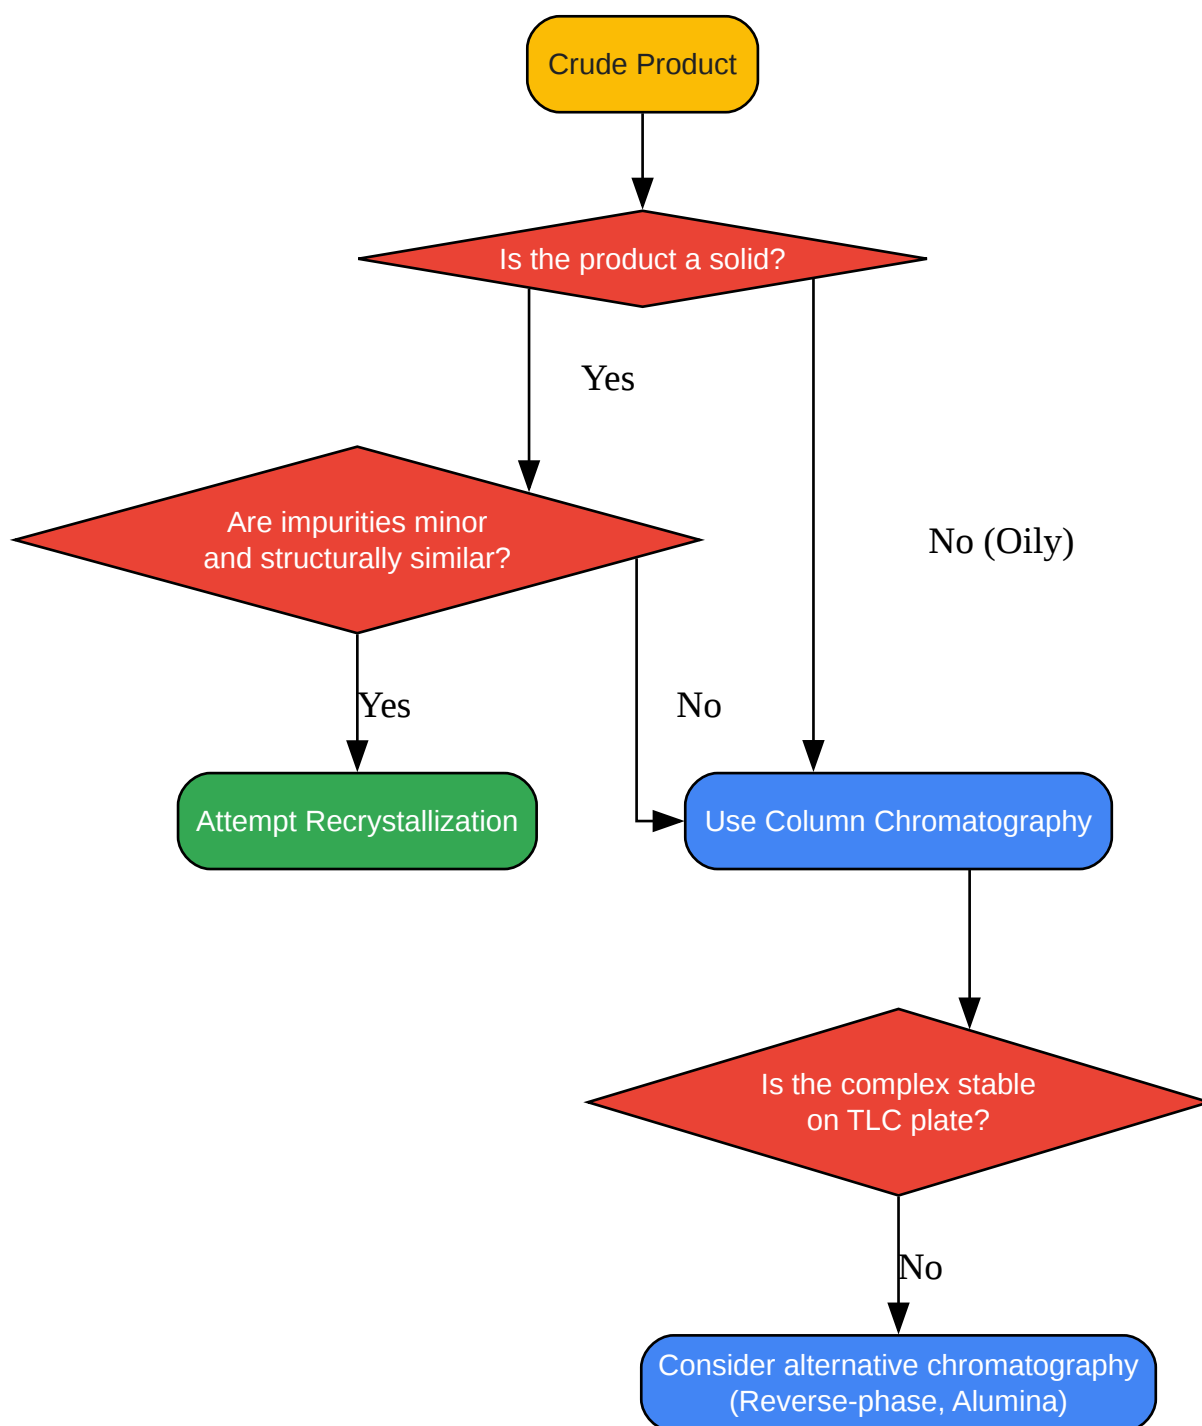 Crude Product
Is the product a solid?
Yes
Are impurities minor
and structurally similar?
No (Oily)
Yes
No
Attempt Recrystallization
Use Column Chromatography
Is the complex stable
on TLC plate?
No
Consider alternative chromatography
(Reverse-phase, Alumina)